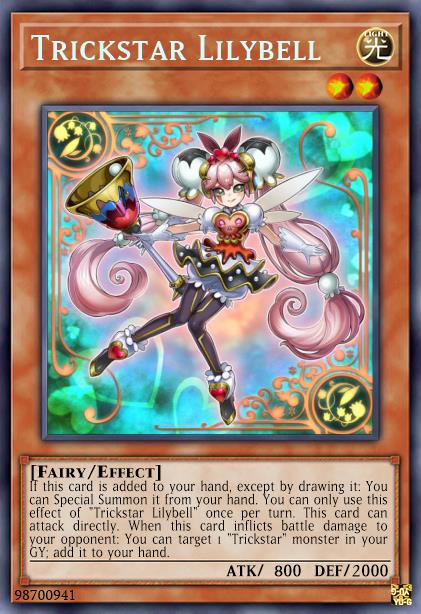 TRICKSTAR LILYBELL
LIGHT
光
[FAIRY/EFFECT]
If this card is added to your hand, except by drawing it: You
can Special Summon it from your hand. You can only use this
effect of "Trickstar Lilybell" once per turn. This card can
attack directly. When this card inflicts battle damage to
your opponent: You can target 1 "Trickstar" monster in your
GY; add it to your hand.
ATK/ 800 DEF/2000
98700941